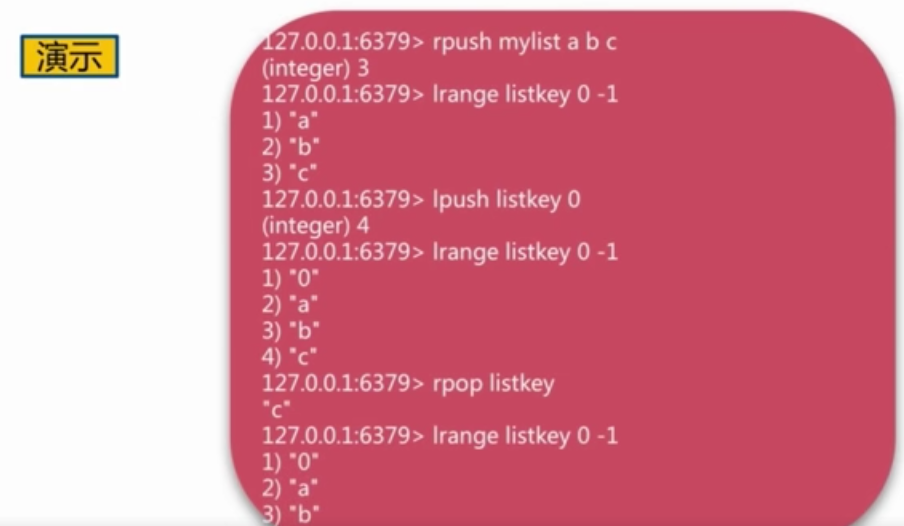 演示
127.0.0.1:6379> rpush mylist a b c
(integer) 3
127.0.0.1:6379> lrange listkey 0 -1
1) "a"
2) "b"
3) "c"
127.0.0.1:6379> lpush listkey 0
(integer) 4
127.0.0.1:6379> lrange listkey 0 -1
1) "0"
2) "a"
3) "b"
4) "c"
127.0.0.1:6379> rpop listkey
"c"
127.0.0.1:6379> lrange listkey 0 -1
1) "0"
2) "a"
3) "b"